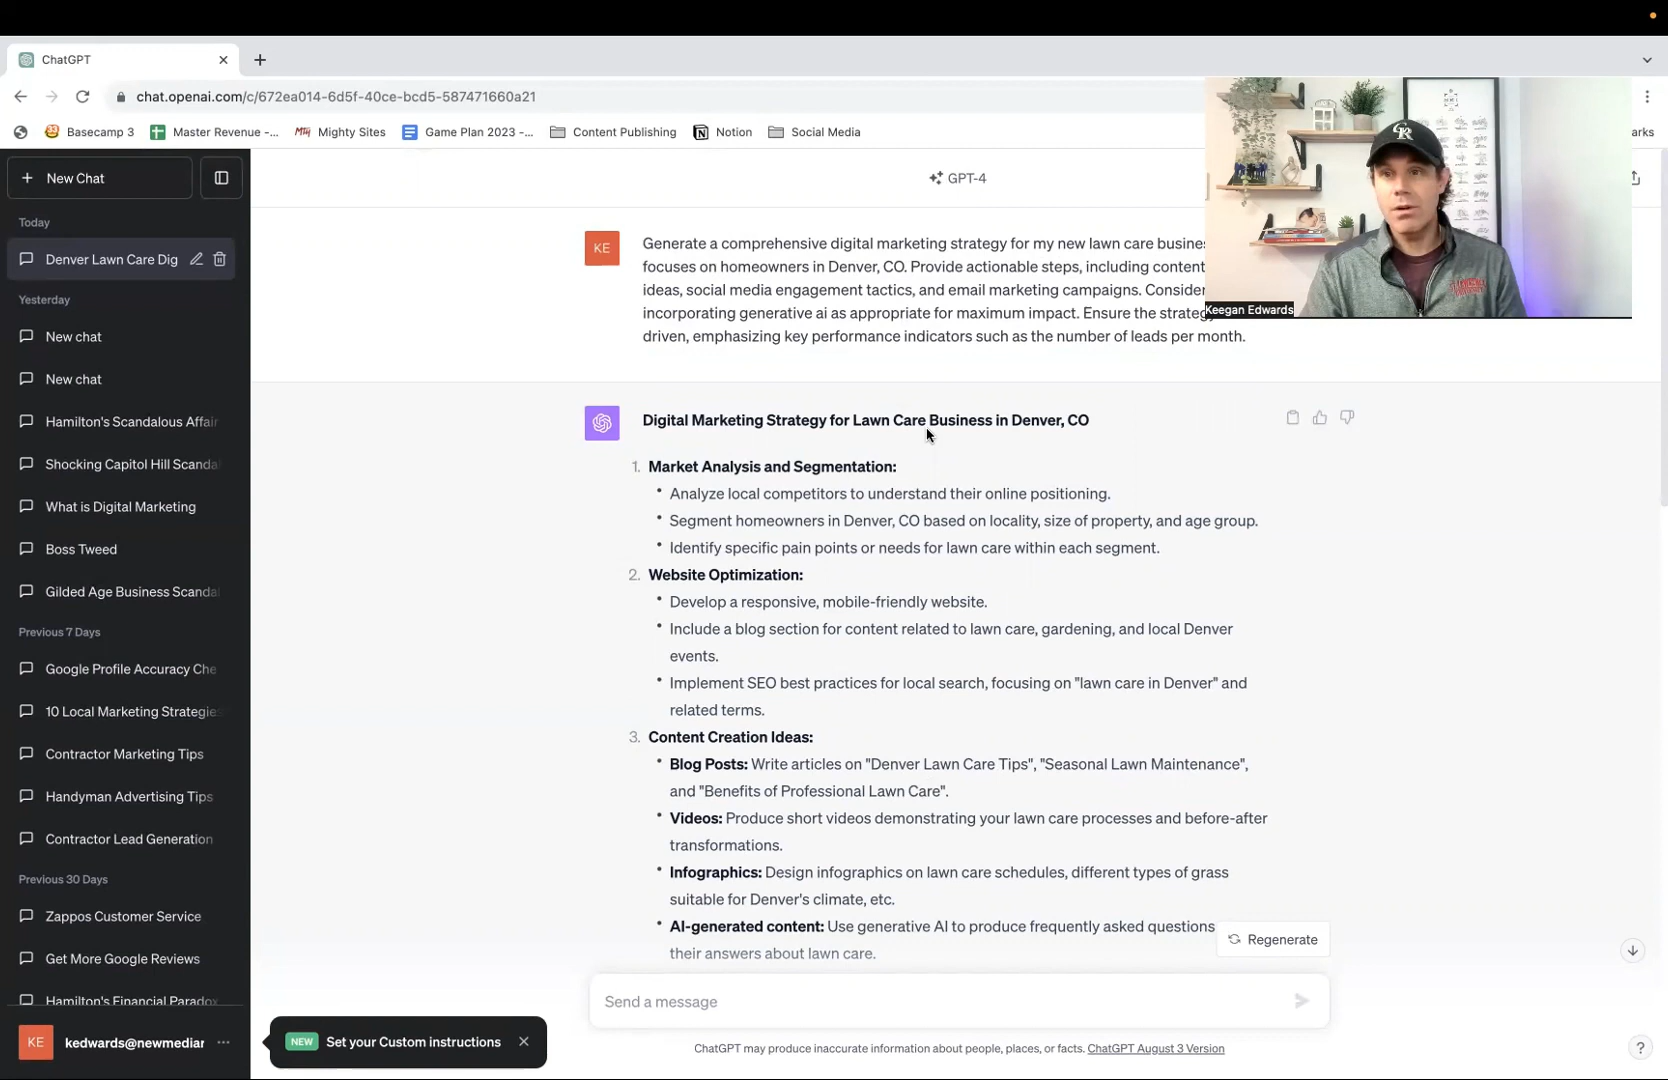 ChatGPT
chat.openai.com/c/672ea014-6d5f-40ce-bcd5-587471660a21
Basecamp 3
Master Revenue -...
Mighty Sites
Game Plan 2023 -...
Content Publishing
Notion
Social Media
arks
New Chat
Today
Denver Lawn Care Dig
Yesterday
New chat
New chat
Hamilton's Scandalous Affair
Shocking Capitol Hill Scanda
What is Digital Marketing
Boss Tweed
Gilded Age Business Scanda
Previous 7 Days
Google Profile Accuracy Che
10 Local Marketing Strategies
Contractor Marketing Tips
Handyman Advertising Tips
Contractor Lead Generation
Previous 30 Days
Zappos Customer Service
Get More Google Reviews
Hamilton's Financial Paradox
KE
kedwards@newmediar
...
NEW Set your Custom instructions
GPT-4
CR
Keegan Edwards
KE
Generate a comprehensive digital marketing strategy for my new lawn care busine
focuses on homeowners in Denver, CO. Provide actionable steps, including content
ideas, social media engagement tactics, and email marketing campaigns. Consider
incorporating generative ai as appropriate for maximum impact. Ensure the strateg
driven, emphasizing key performance indicators such as the number of leads per month.
Digital Marketing Strategy for Lawn Care Business in Denver, CO
1. Market Analysis and Segmentation:
• Analyze local competitors to understand their online positioning.
• Segment homeowners in Denver, CO based on locality, size of property, and age group.
• Identify specific pain points or needs for lawn care within each segment.
2. Website Optimization:
• Develop a responsive, mobile-friendly website.
• Include a blog section for content related to lawn care, gardening, and local Denver
events.
• Implement SEO best practices for local search, focusing on "lawn care in Denver" and
related terms.
3. Content Creation Ideas:
• Blog Posts: Write articles on "Denver Lawn Care Tips", "Seasonal Lawn Maintenance",
and "Benefits of Professional Lawn Care".
• Videos: Produce short videos demonstrating your lawn care processes and before-after
transformations.
• Infographics: Design infographics on lawn care schedules, different types of grass
suitable for Denver's climate, etc.
• AI-generated content: Use generative AI to produce frequently asked questions
their answers about lawn care.
Regenerate
Send a message
ChatGPT may produce inaccurate information about people, places, or facts. ChatGPT August 3 Version
?